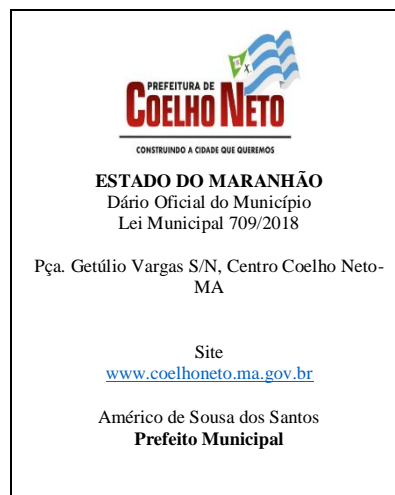 PREFEITURA DE
COELHO NETO
CONSTRUINDO A CIDADE QUE QUEREMOS
ESTADO DO MARANHÃO
Dário Oficial do Município
Lei Municipal 709/2018
Pça. Getúlio Vargas S/N, Centro Coelho Neto-
MA
Site
www.coelhoneto.ma.gov.br
Américo de Sousa dos Santos
Prefeito Municipal